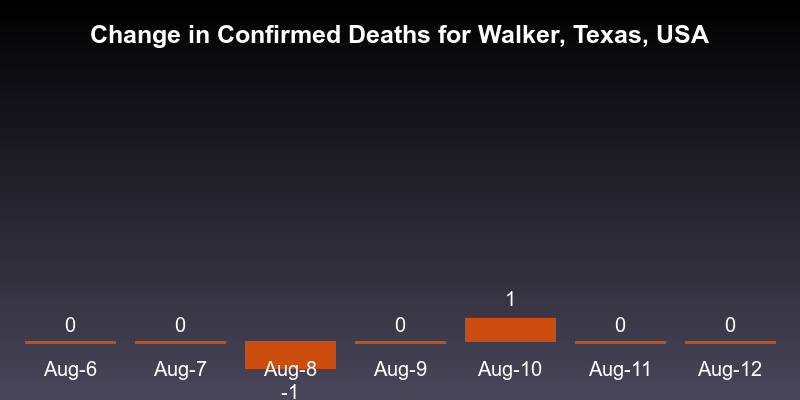 Change in Confirmed Deaths for Walker, Texas, USA
1
0 0 0 0 0
Aug-6 Aug-7 Aug-8 Aug-9 Aug-10 Aug-11 Aug-12
-1